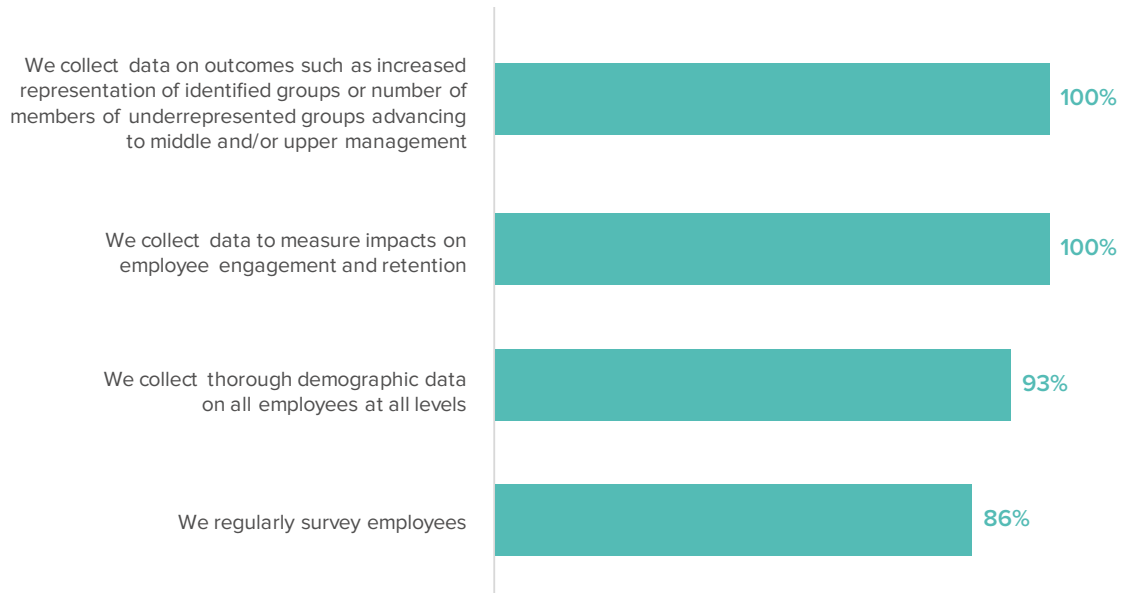 We collect data on outcomes such as increased
representation of identified groups or number of
members of underrepresented groups advancing
to middle and/or upper management
100%
We collect data to measure impacts on
employee engagement and retention
100%
We collect thorough demographic data
on all employees at all levels
93%
We regularly survey employees
86%